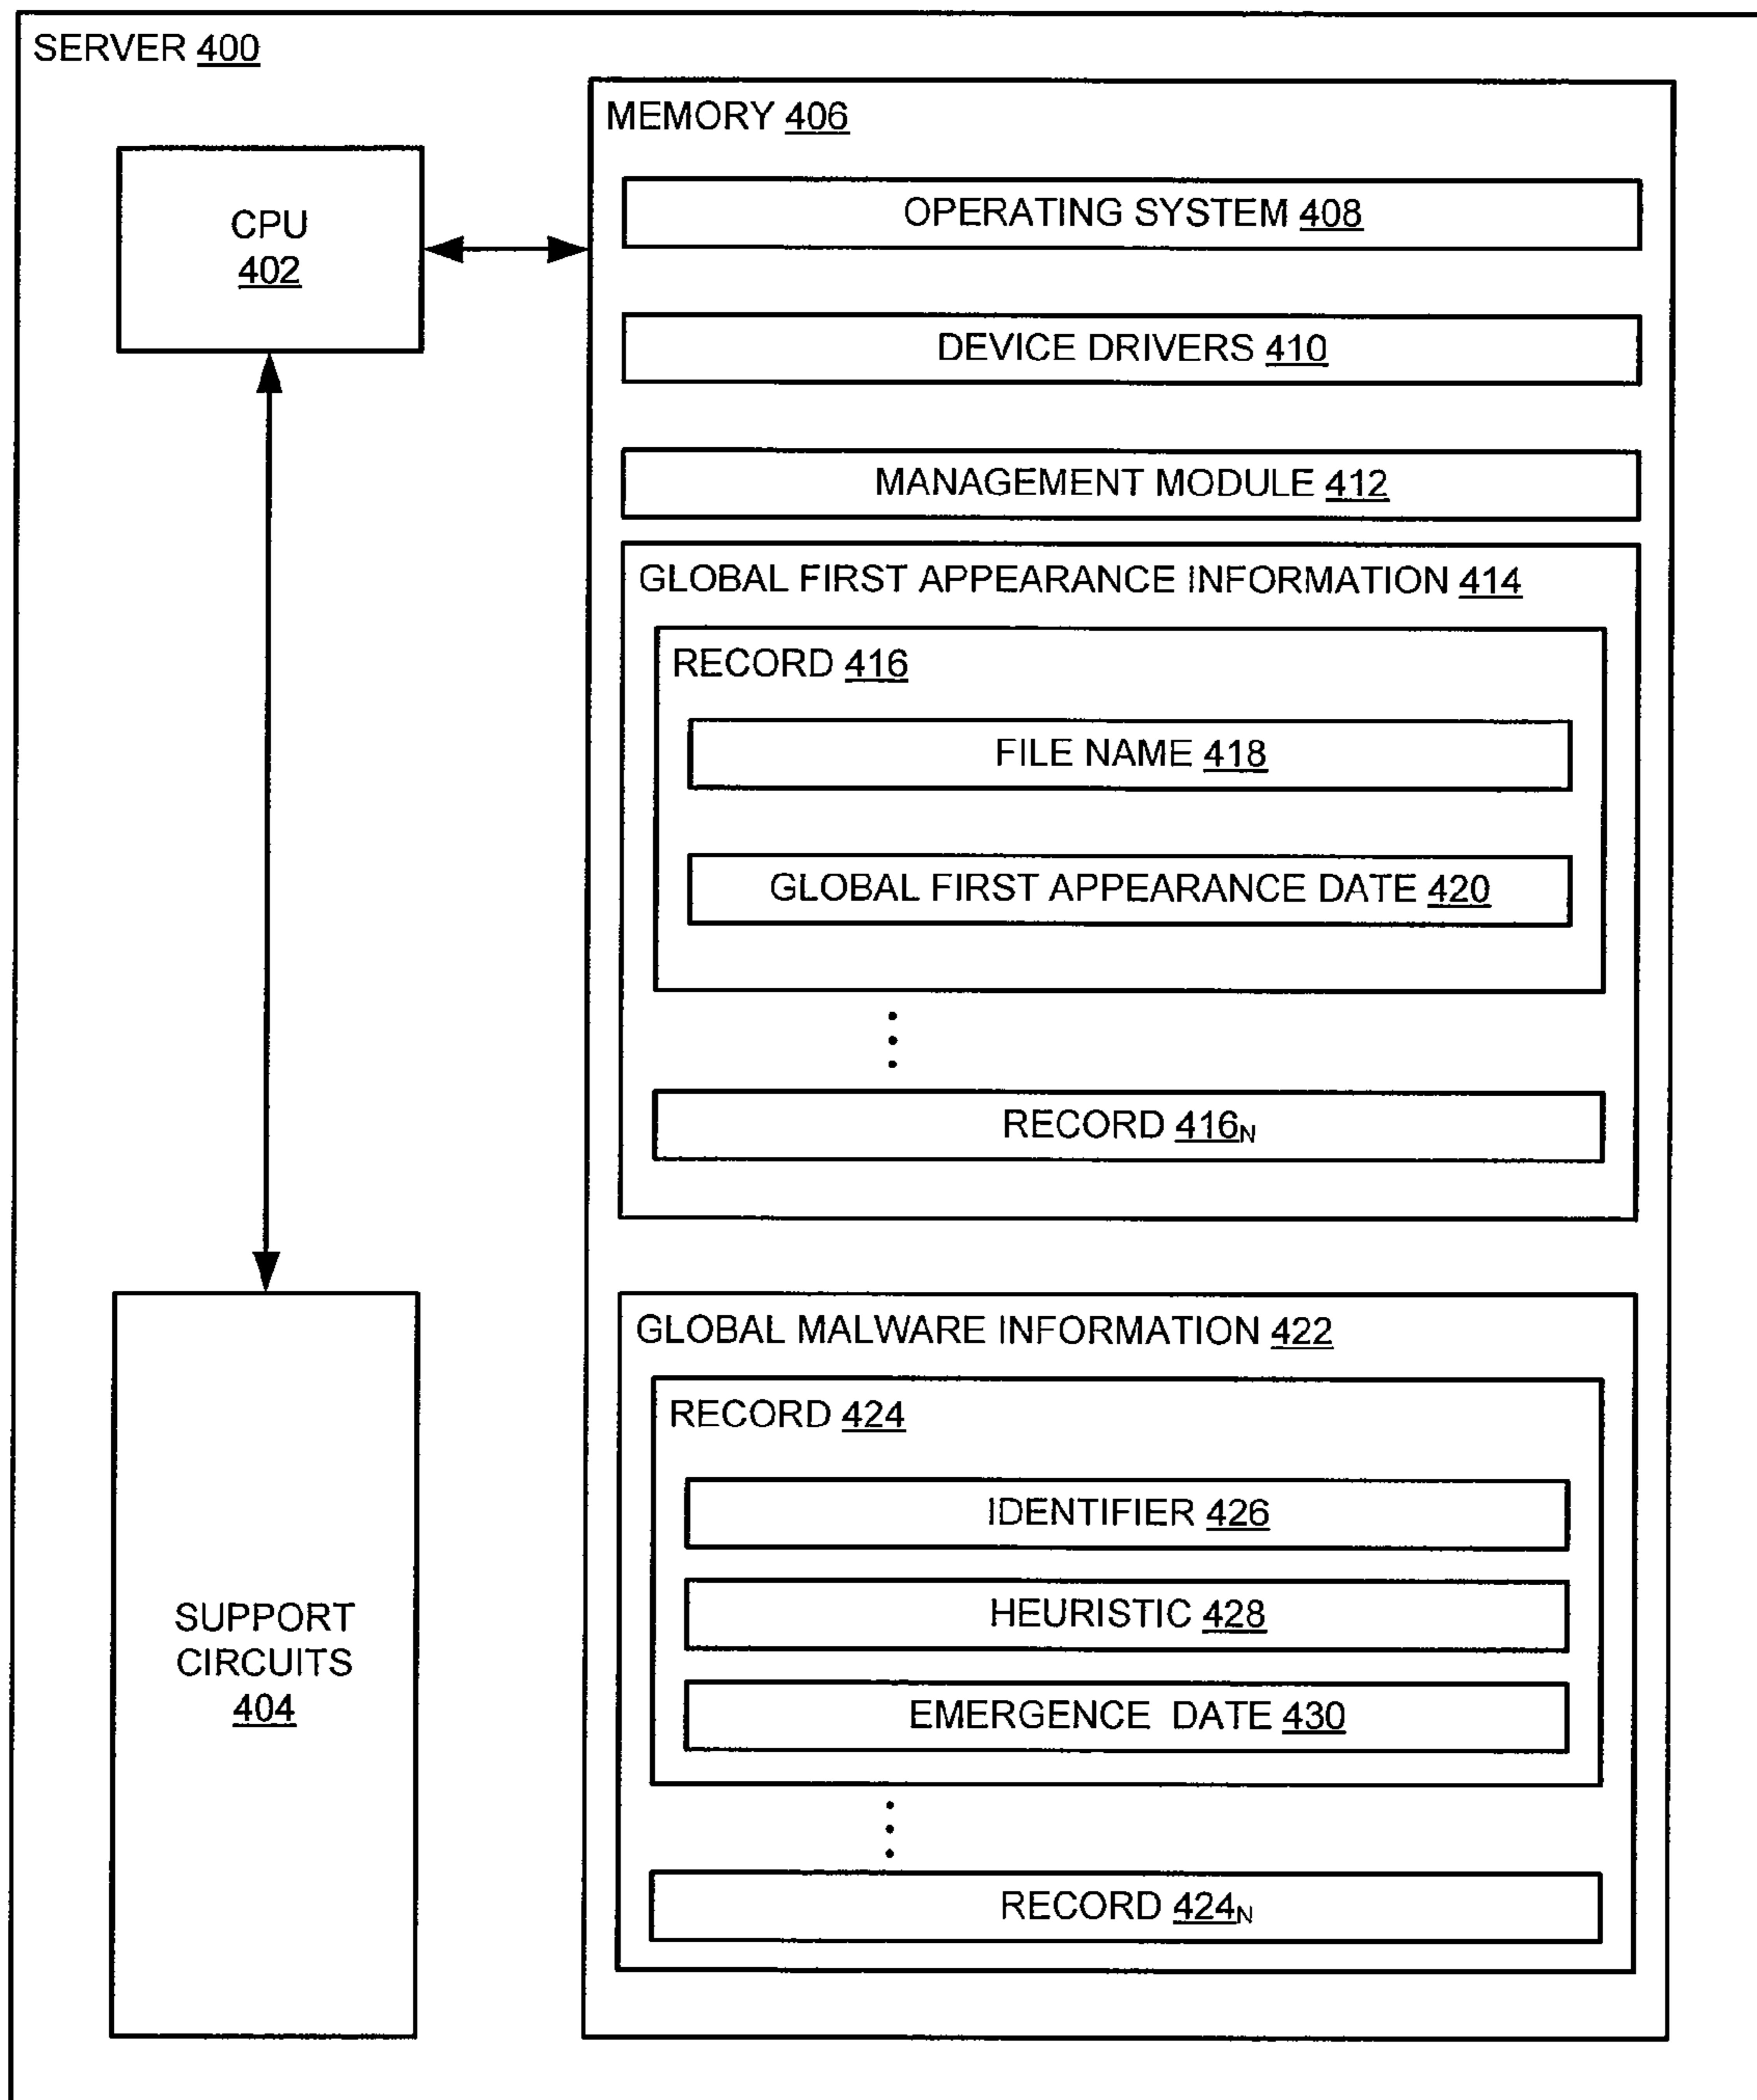 SERVER 400
MEMORY 406
CPU
402
OPERATING SYSTEM 408
DEVICE DRIVERS 410
MANAGEMENT MODULE 412
GLOBAL FIRST APPEARANCE INFORMATION 414
RECORD 416
FILE NAME 418
GLOBAL FIRST APPEARANCE DATE 420
RECORD 416N
GLOBAL MALWARE INFORMATION 422
RECORD 424
IDENTIFIER 426
HEURISTIC 428
EMERGENCE DATE 430
RECORD 424N
SUPPORT
CIRCUITS
404